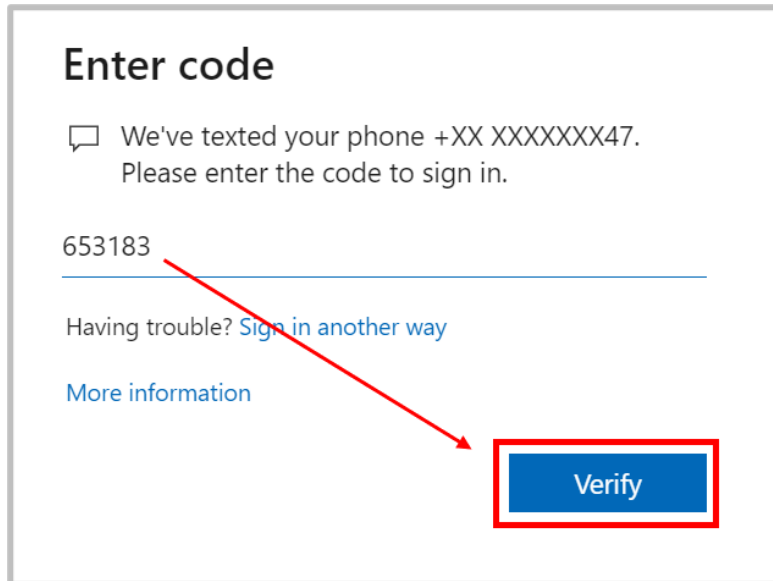 Enter code
We've texted your phone +XX XXXXXXX47.
Please enter the code to sign in.
653183
Having trouble? Sign in another way
More information
Verify